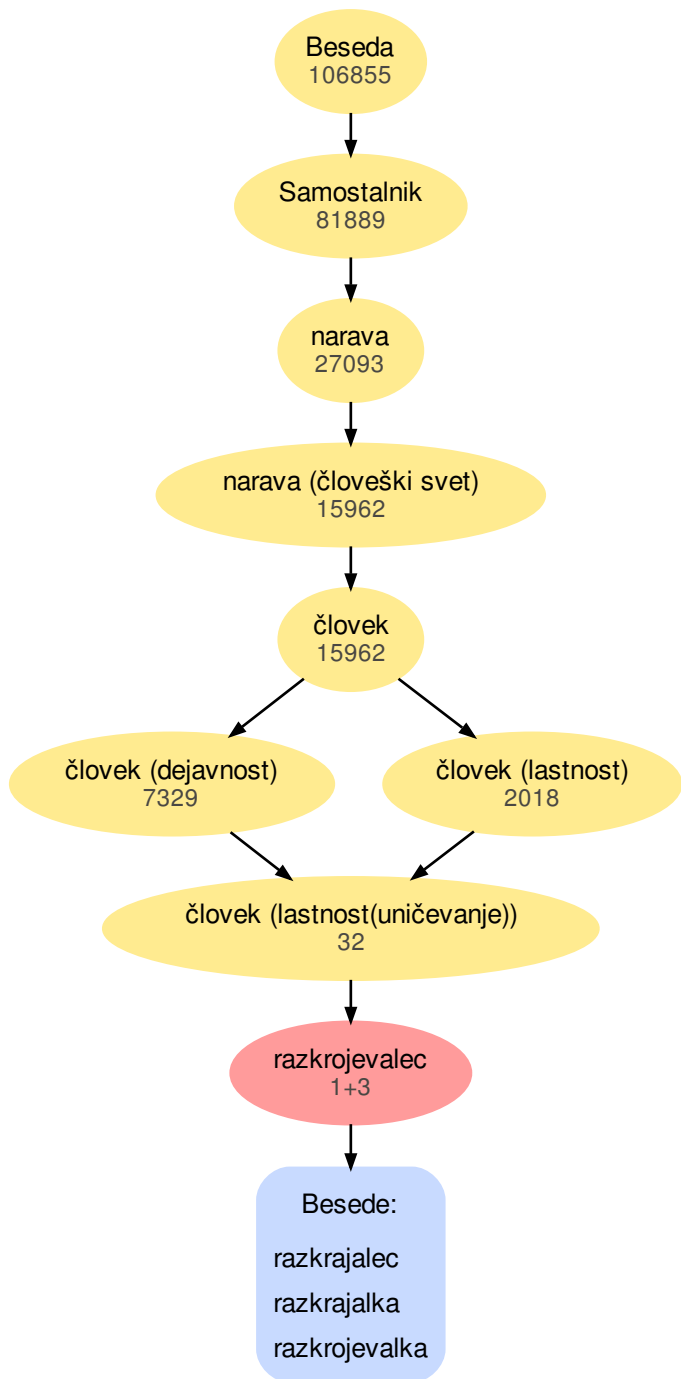 Beseda
106855
Samostalnik
81889
narava
27093
narava (človeški svet)
15962
človek
15962
človek (dejavnost)
7329
človek (lastnost)
2018
človek (lastnost(uničevanje))
32
razkrojevalec
1+3
Besede:
razkrajalec
razkrajalka
razkrojevalka